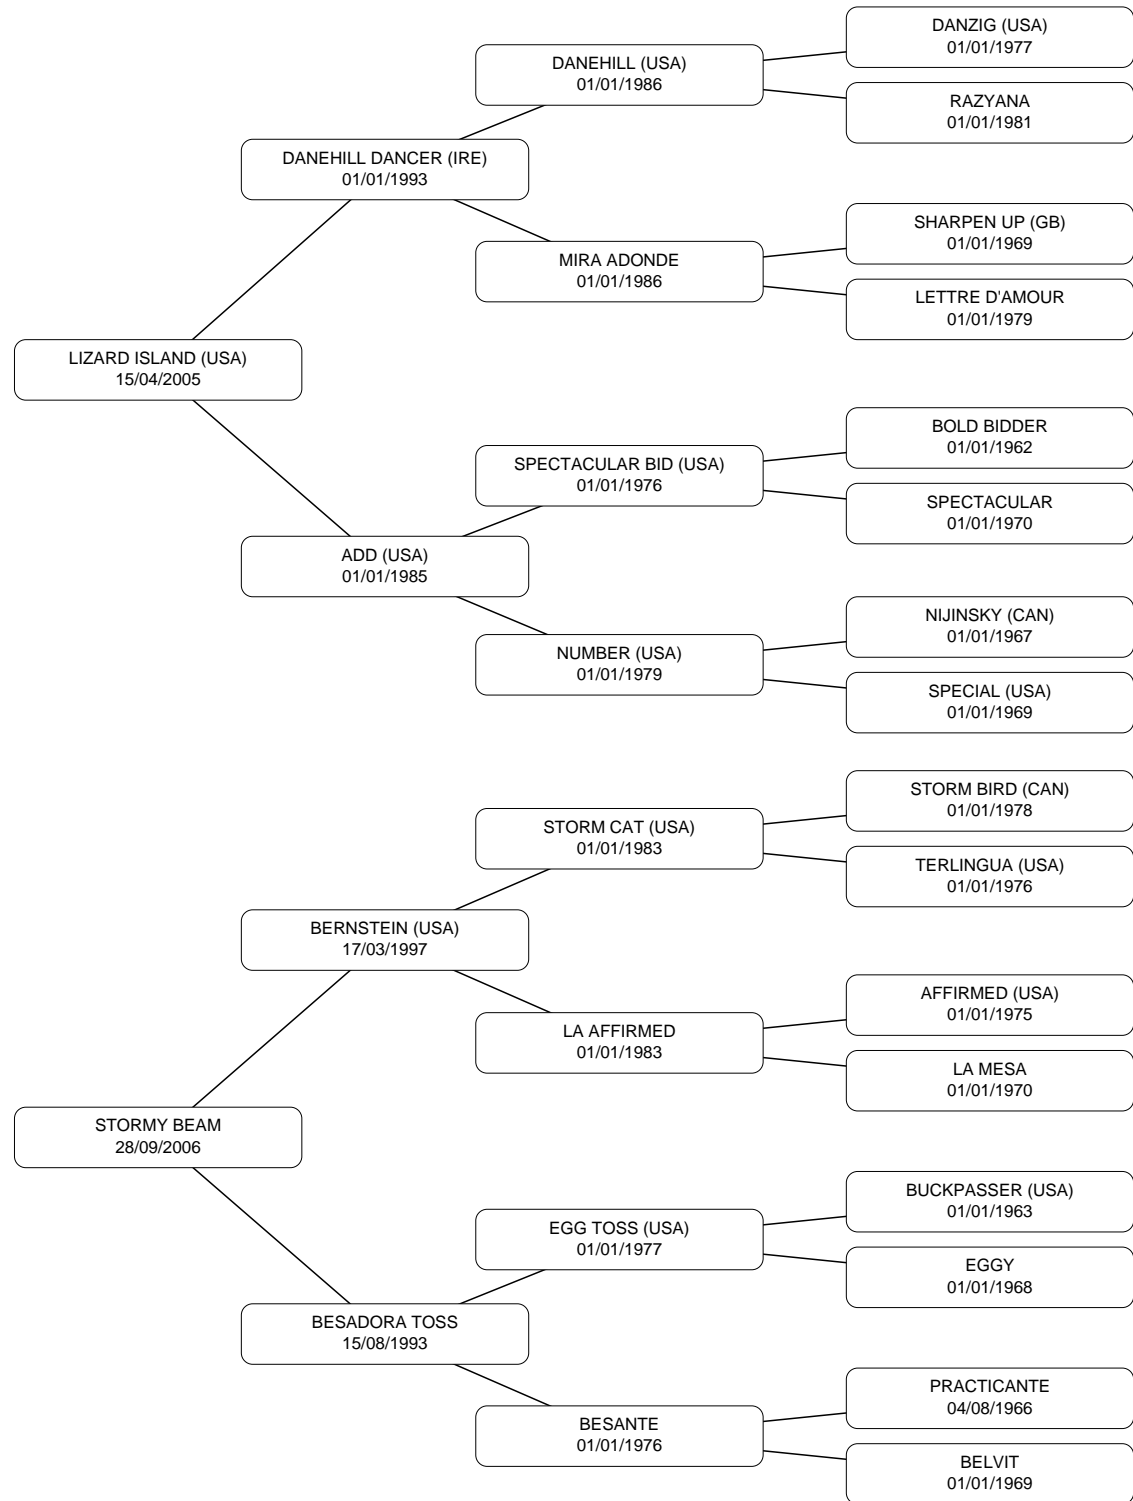 DANZIG (USA)
01/01/1977
DANEHILL (USA)
01/01/1986
RAZYANA
01/01/1981
DANEHILL DANCER (IRE)
01/01/1993
SHARPEN UP (GB)
01/01/1969
MIRA ADONDE
01/01/1986
LETTRE D'AMOUR
01/01/1979
LIZARD ISLAND (USA)
15/04/2005
BOLD BIDDER
01/01/1962
SPECTACULAR BID (USA)
01/01/1976
SPECTACULAR
01/01/1970
ADD (USA)
01/01/1985
NIJINSKY (CAN)
01/01/1967
NUMBER (USA)
01/01/1979
SPECIAL (USA)
01/01/1969
STORM BIRD (CAN)
01/01/1978
STORM CAT (USA)
01/01/1983
TERLINGUA (USA)
01/01/1976
BERNSTEIN (USA)
17/03/1997
AFFIRMED (USA)
01/01/1975
LA AFFIRMED
01/01/1983
LA MESA
01/01/1970
STORMY BEAM
28/09/2006
BUCKPASSER (USA)
01/01/1963
EGG TOSS (USA)
01/01/1977
EGGY
01/01/1968
BESADORA TOSS
15/08/1993
PRACTICANTE
04/08/1966
BESANTE
01/01/1976
BELVIT
01/01/1969